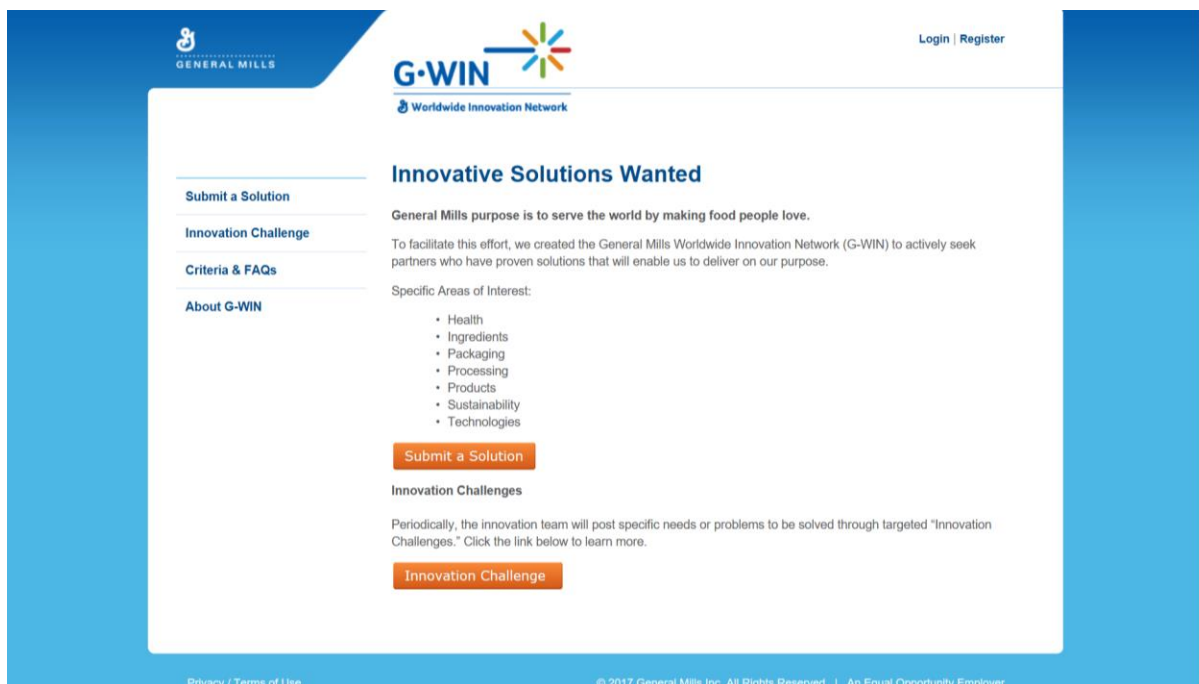 GENERAL MILLS
G·WIN
Worldwide Innovation Network
Login | Register
Submit a Solution
Innovation Challenge
Criteria & FAQs
About G-WIN
Innovative Solutions Wanted
General Mills purpose is to serve the world by making food people love.
To facilitate this effort, we created the General Mills Worldwide Innovation Network (G-WIN) to actively seek
partners who have proven solutions that will enable us to deliver on our purpose.
Specific Areas of Interest:
• Health
• Ingredients
• Packaging
• Processing
• Products
• Sustainability
• Technologies
Submit a Solution
Innovation Challenges
Periodically, the innovation team will post specific needs or problems to be solved through targeted “Innovation
Challenges.” Click the link below to learn more.
Innovation Challenge
Privacy / Terms of Use
© 2017 General Mills Inc. All Rights Reserved | An Equal Opportunity Employer